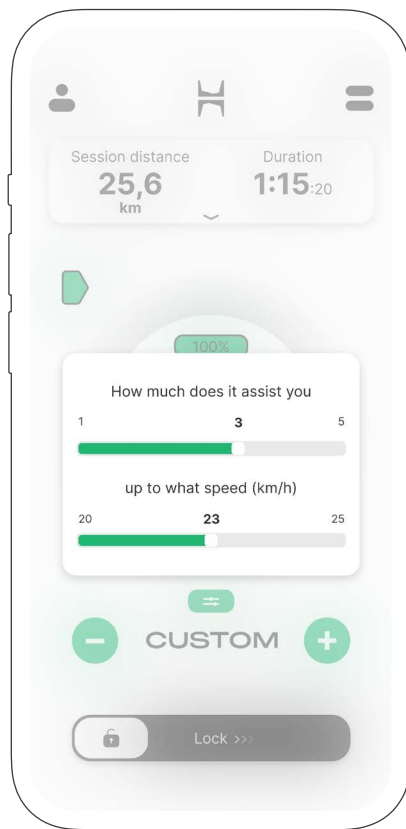 Session distance
Duration
25,6
1:15:20
km
100%
How much does it assist you
1 3 5
up to what speed (km/h)
20 23 25
CUSTOM
Lock >>>